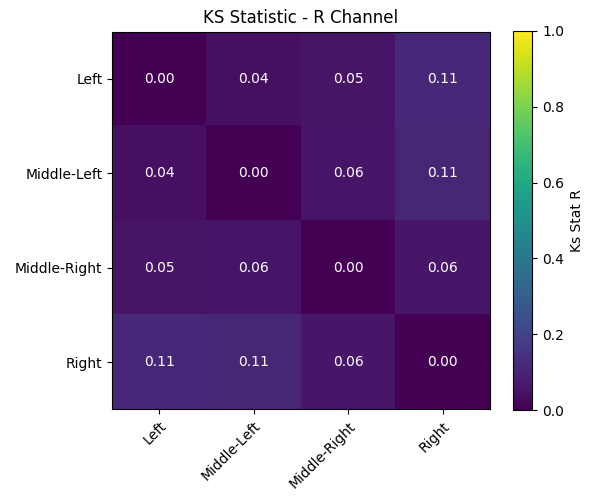 KS Statistic - R Channel
Left 0.00 0.04 0.05 0.11
Middle-Left 0.04 0.00 0.06 0.11
Middle-Right 0.05 0.06 0.00 0.06
Right 0.11 0.11 0.06 0.00
Left Middle-Left Middle-Right Right
1.0
0.8
0.6
0.4
0.2
0.0
Ks Stat R